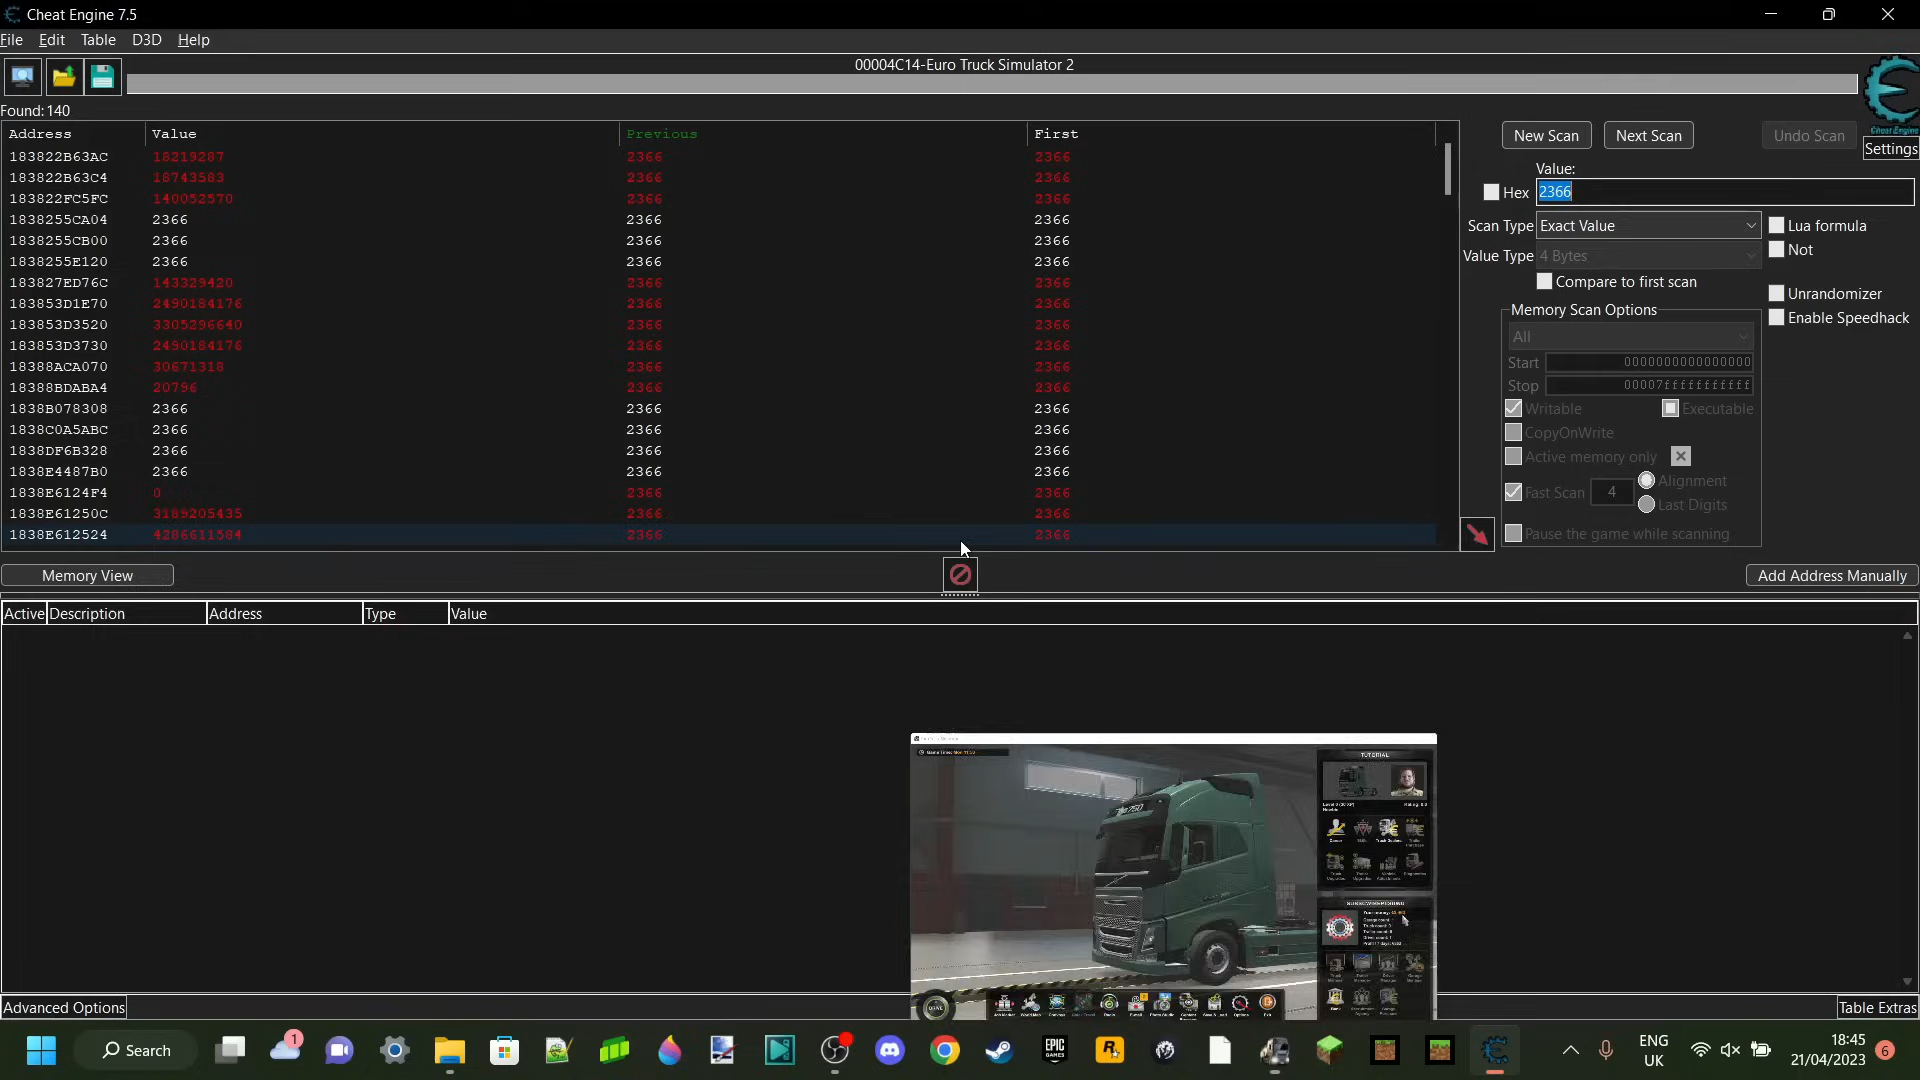 Cheat Engine 7.5
File Edit Table D3D Help
00004C14-Euro Truck Simulator 2
Found: 140
Address Value Previous First
183822B63AC 18219287 2366 2366
183822B63C4 18743583 2366 2366
183822FC5FC 140052570 2366 2366
1838255CA04 2366 2366 2366
1838255CB00 2366 2366 2366
1838255E120 2366 2366 2366
183827ED76C 143329420 2366 2366
183853D1E70 2490184176 2366 2366
183853D3520 3305296640 2366 2366
183853D3730 2490184176 2366 2366
18388ACA070 30671318 2366 2366
18388BDABA4 20796 2366 2366
1838B078308 2366 2366 2366
1838C0A5ABC 2366 2366 2366
1838DF6B328 2366 2366 2366
1838E4487B0 2366 2366 2366
1838E6124F4 0 2366 2366
1838E61250C 3189205435 2366 2366
1838E612524 4286611584 2366 2366
New Scan Next Scan Undo Scan
Cheat Engine
Settings
Value:
Hex 2366
Scan Type Exact Value Lua formula
Value Type 4 Bytes Not
Compare to first scan
Unrandomizer
Enable Speedhack
Memory Scan Options
All
Start 0000000000000000
Stop 00007fffffffffff
Writable Executable
CopyOnWrite
Active memory only
Fast Scan 4 Alignment
Last Digits
Pause the game while scanning
Memory View Add Address Manually
Active Description Address Type Value
TUTORIAL
Advanced Options Table Extras
Search
1
EPIC GAMES
ENG
UK
18:45
21/04/2023
6